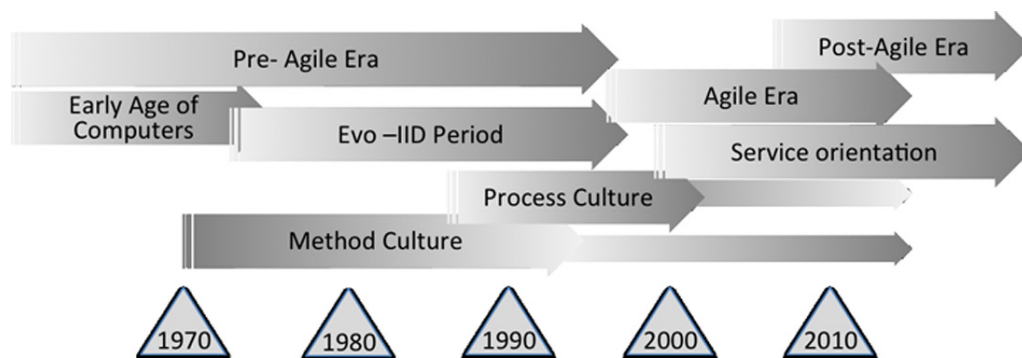 Post-Agile Era
Pre- Agile Era
Agile Era
Early Age of
Computers
Evo –IID Period
Service orientation
Process Culture
Method Culture
1970
1980
1990
2000
2010